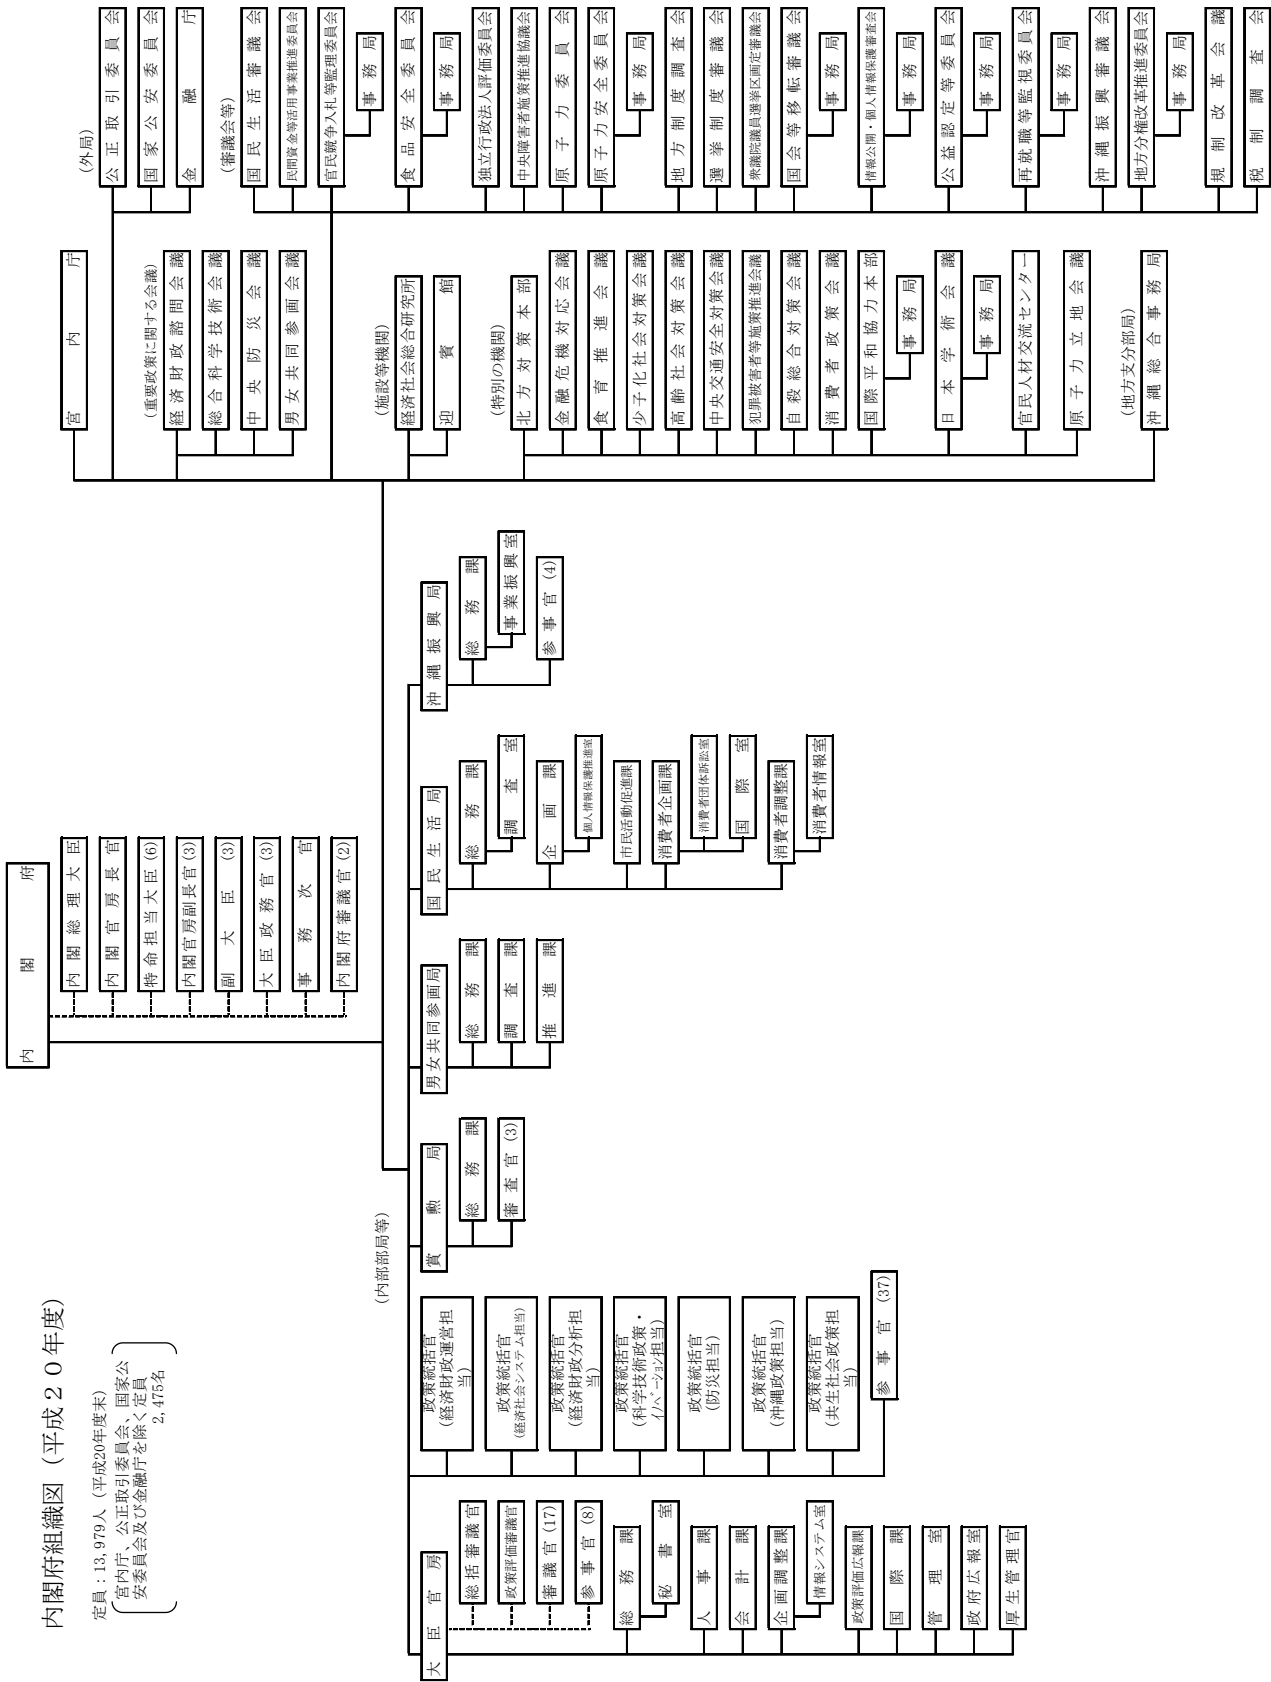 内閣府組織図（平成２０年度）
定員：13,979人（平成20年度末）
宮内庁、公正取引委員会、国家公
安委員会及び金融庁を除く定員
2,475名
内閣府
内閣総理大臣
内閣官房長官
特命担当大臣(6)
内閣官房副長官(3)
副大臣(3)
大臣政務官(3)
事務次官
内閣府審議官(2)
(内部部局等)
大臣官房
総括審議官
政策評価審議官
審議官(17)
参事官(8)
総務課
秘書室
人事課
会計課
企画調整課
情報システム室
政策評価広報課
国際課
管理室
政府広報室
厚生管理官
政策統括官
(経済財政運営担
当)
政策統括官
(経済社会システム担当)
政策統括官
(経済財政分析担
当)
政策統括官
(科学技術政策・
ｲﾉﾍﾞｰｼｮﾝ担当)
政策統括官
(防災担当)
政策統括官
(沖縄政策担当)
政策統括官
(共生社会政策担
当)
参事官(37)
賞勲局
総務課
審査官(3)
男女共同参画局
総務課
調査課
推進課
国民生活局
総務課
調査室
企画課
個人情報保護推進室
市民活動促進課
消費者企画課
消費者団体訴訟室
国際室
消費者調整課
消費者情報室
沖縄振興局
総務課
事業振興室
参事官(4)
宮内庁
(重要政策に関する会議)
経済財政諮問会議
総合科学技術会議
中央防災会議
男女共同参画会議
(施設等機関)
経済社会総合研究所
迎賓館
(特別の機関)
北方対策本部
金融危機対応会議
食育推進会議
少子化社会対策会議
高齢社会対策会議
中央交通安全対策会議
犯罪被害者等施策推進会議
自殺総合対策会議
消費者政策会議
国際平和協力本部
事務局
日本学術会議
事務局
官民人材交流センター
原子力立地会議
(地方支分部局)
沖縄総合事務局
(外局)
公正取引委員会
国家公安委員会
金融庁
(審議会等)
国民生活審議会
民間資金等活用事業推進委員会
官民競争入札等監理委員会
事務局
食品安全委員会
事務局
独立行政法人評価委員会
中央障害者施策推進協議会
原子力委員会
原子力安全委員会
事務局
地方制度調査会
選挙制度審議会
衆議院議員選挙区画定審議会
国会等移転審議会
事務局
情報公開・個人情報保護審査会
事務局
公益認定等委員会
事務局
再就職等監視委員会
事務局
沖縄振興審議会
地方分権改革推進委員会
事務局
規制改革会議
税制調査会